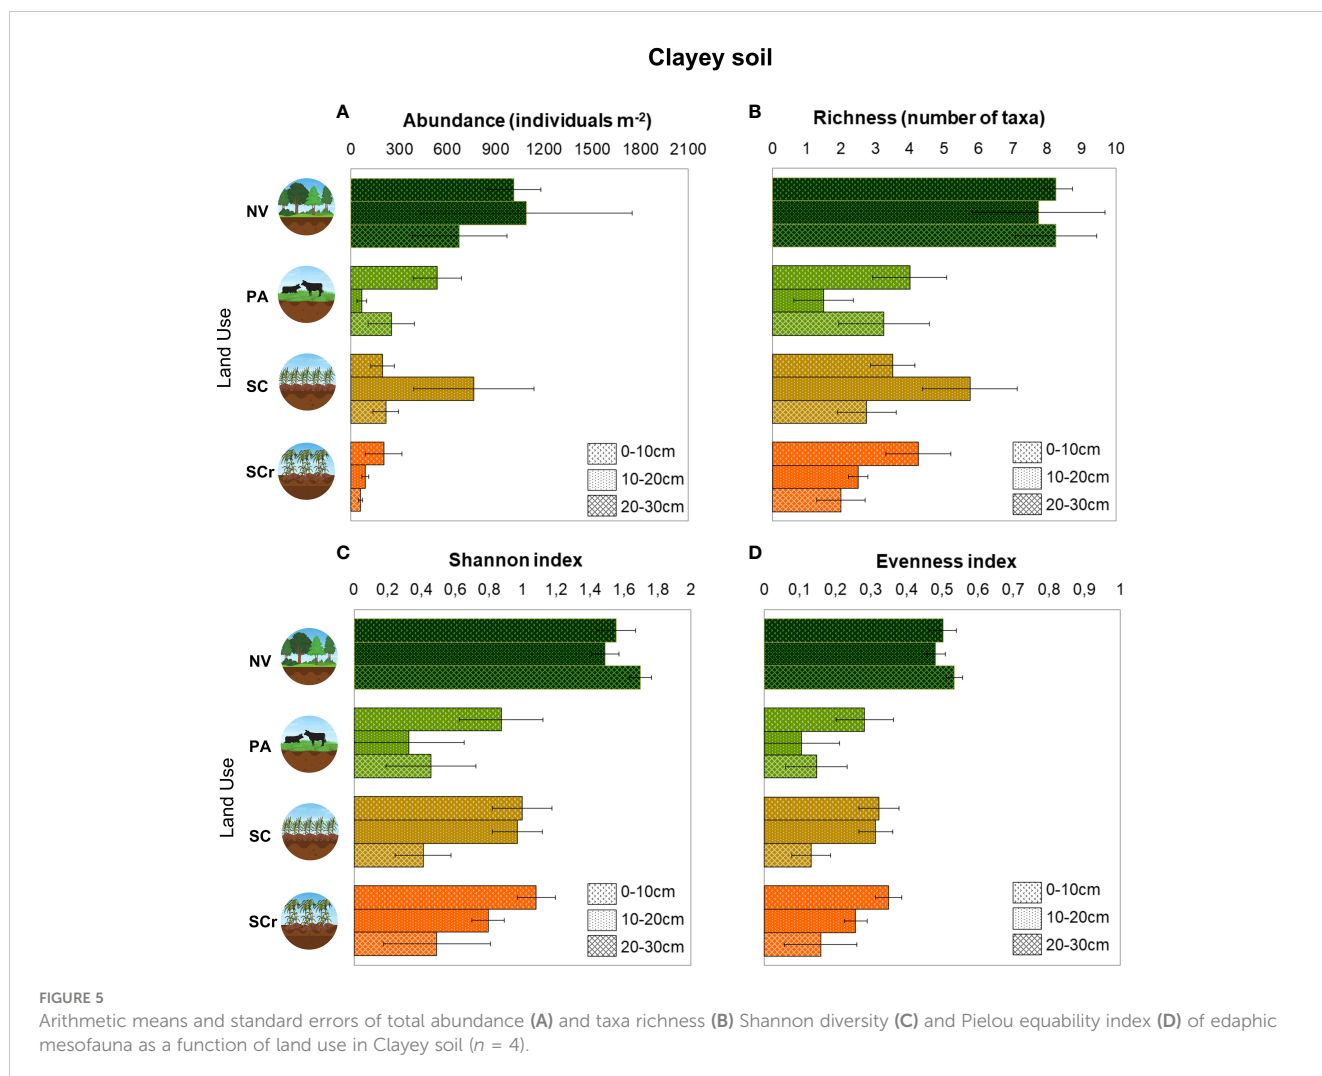 Clayey soil
A
Abundance (individuals m-2)
0 300 600 900 1200 1500 1800 2100
NV
PA
SC
SCr
Land Use
0-10cm
10-20cm
20-30cm
B
Richness (number of taxa)
0 1 2 3 4 5 6 7 8 9 10
0-10cm
10-20cm
20-30cm
C
Shannon index
0 0,2 0,4 0,6 0,8 1 1,2 1,4 1,6 1,8 2
NV
PA
SC
SCr
Land Use
0-10cm
10-20cm
20-30cm
D
Evenness index
0 0,1 0,2 0,3 0,4 0,5 0,6 0,7 0,8 0,9 1
0-10cm
10-20cm
20-30cm
FIGURE 5
Arithmetic means and standard errors of total abundance (A) and taxa richness (B) Shannon diversity (C) and Pielou equability index (D) of edaphic
mesofauna as a function of land use in Clayey soil (n = 4).